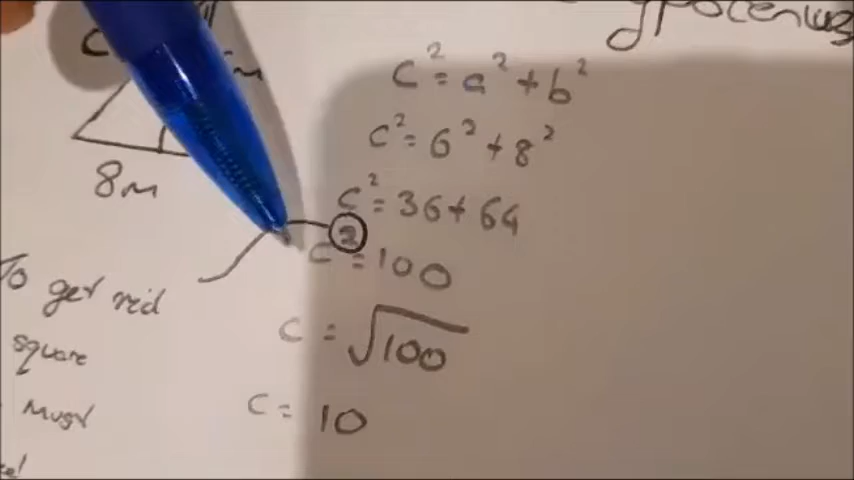 C
m
8m
c² = a² + b²
c² = 6² + 8²
c² = 36 + 64
c² = 100
c = √100
c = 10
To get rid
square
must